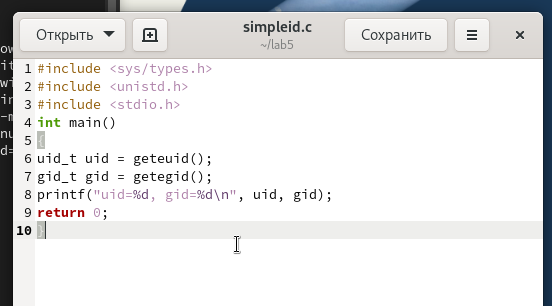 Открыть
simpleid.c
~/lab5
Сохранить
1 #include <sys/types.h>
2 #include <unistd.h>
3 #include <stdio.h>
4 int main()
5 {
6 uid_t uid = geteuid();
7 gid_t gid = getegid();
8 printf("uid=%d, gid=%d\n", uid, gid);
9 return 0;
10 }